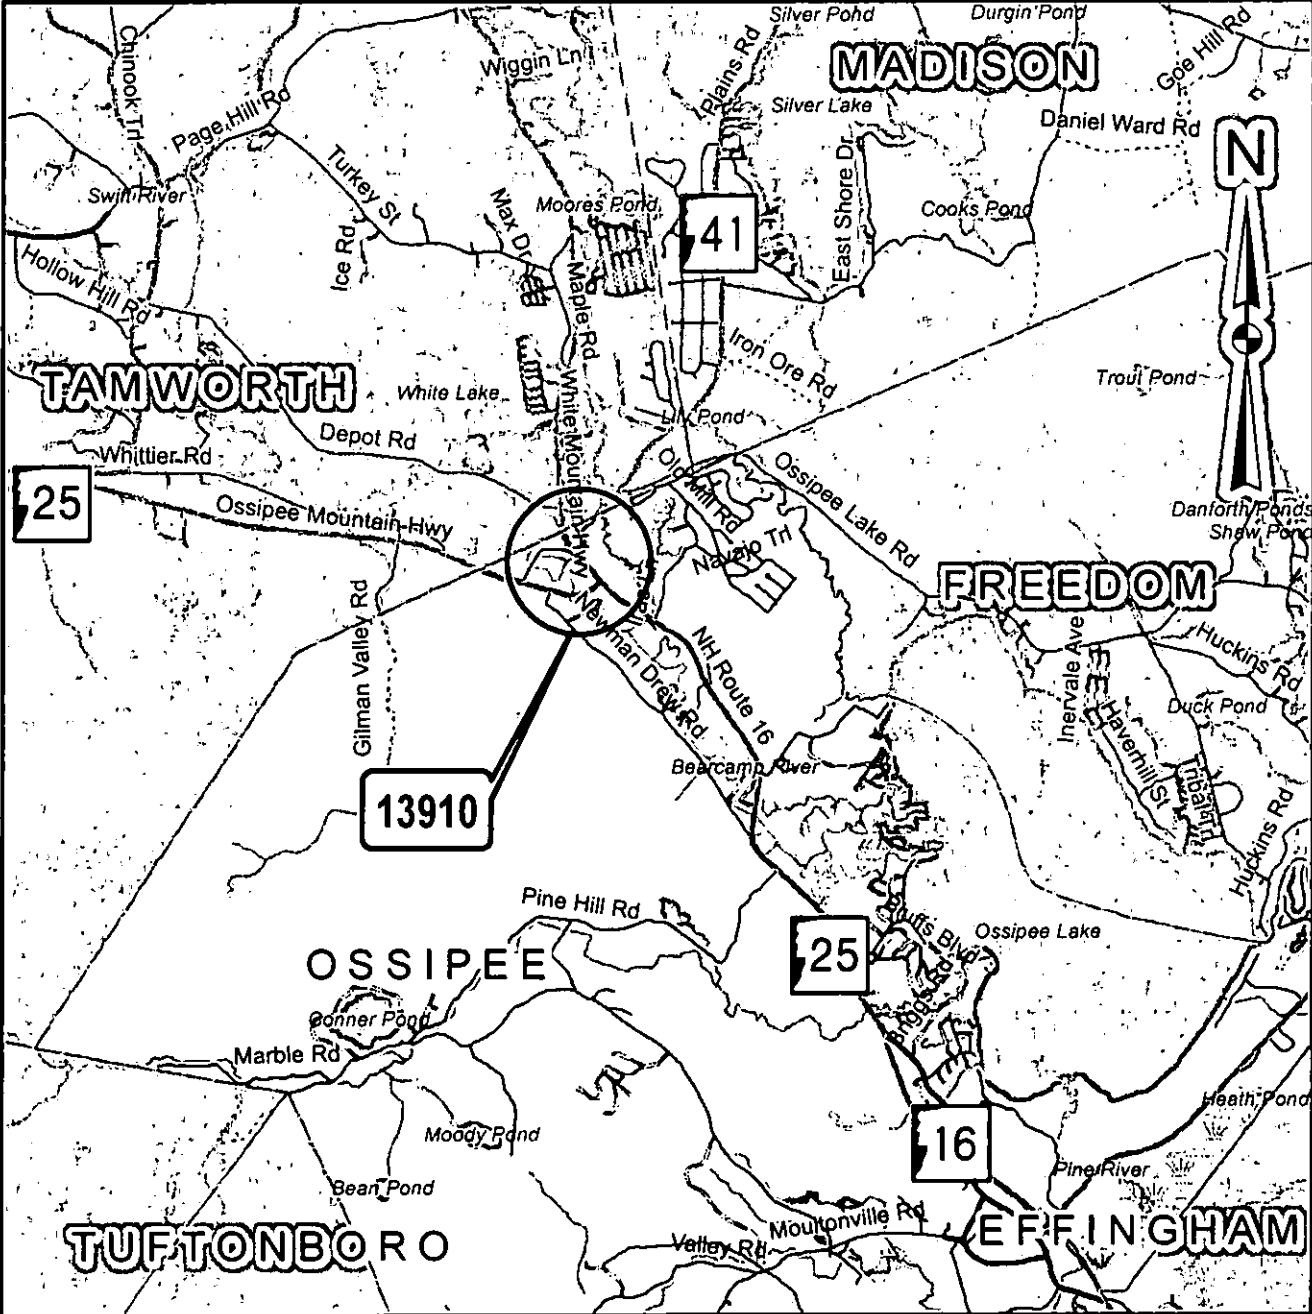 Silver Pond
Durgin Pond
Chinook Trl
Wiggin Ln
Plains Rd
MADISON
Goe Hill Rd
Page Hill Rd
Silver Lake
Daniel Ward Rd
N
Turkey St
East Shore Dr
Swift River
Max Dr
Moores Pond
41
Cooks Pond
Ice Rd
Hollow Hill Rd
Maple Rd
Iron Ore Rd
TAMWORTH
White Lake
Trout Pond
Lily Pond
Depot Rd
White Mountain Hwy
Whittier Rd
Old Mill Rd
Ossipee Lake Rd
25
Ossipee Mountain Hwy
Danforth Ponds
Shaw Pond
Navajo Trl
FREEDOM
Gilman Valley Rd
Newman Drew Rd
NH Route 16
Inervale Ave
Huckins Rd
Duck Pond
Haverhill St
Bearcamp River
Tribal Trl
13910
Huckins Rd
Pine Hill Rd
25
Ossipee Lake
OSSIPEE
Briggs Rd
Conner Pond
Marble Rd
Heath Pond
Moody Pond
16
Pine River
Bean Pond
Moultonville Rd
TUFTONBORO
Valley Rd
EFFINGHAM